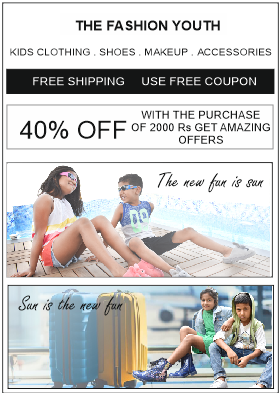 THE FASHION YOUTH
KIDS CLOTHING . SHOES . MAKEUP . ACCESSORIES
FREE SHIPPING USE FREE COUPON
40% OFF
WITH THE PURCHASE
OF 2000 Rs GET AMAZING
OFFERS
The new fun is sun
Sun is the new fun